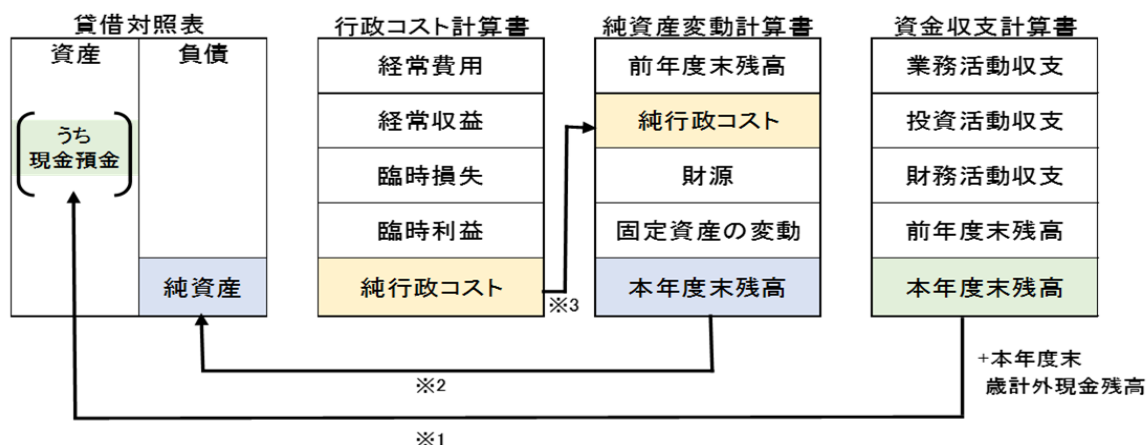 貸借対照表
資産
負債
うち
現金預金
純資産
行政コスト計算書
経常費用
経常収益
臨時損失
臨時利益
純行政コスト
※3
純資産変動計算書
前年度末残高
純行政コスト
財源
固定資産の変動
本年度末残高
資金収支計算書
業務活動収支
投資活動収支
財務活動収支
前年度末残高
本年度末残高
+本年度末
歳計外現金残高
※2
※1